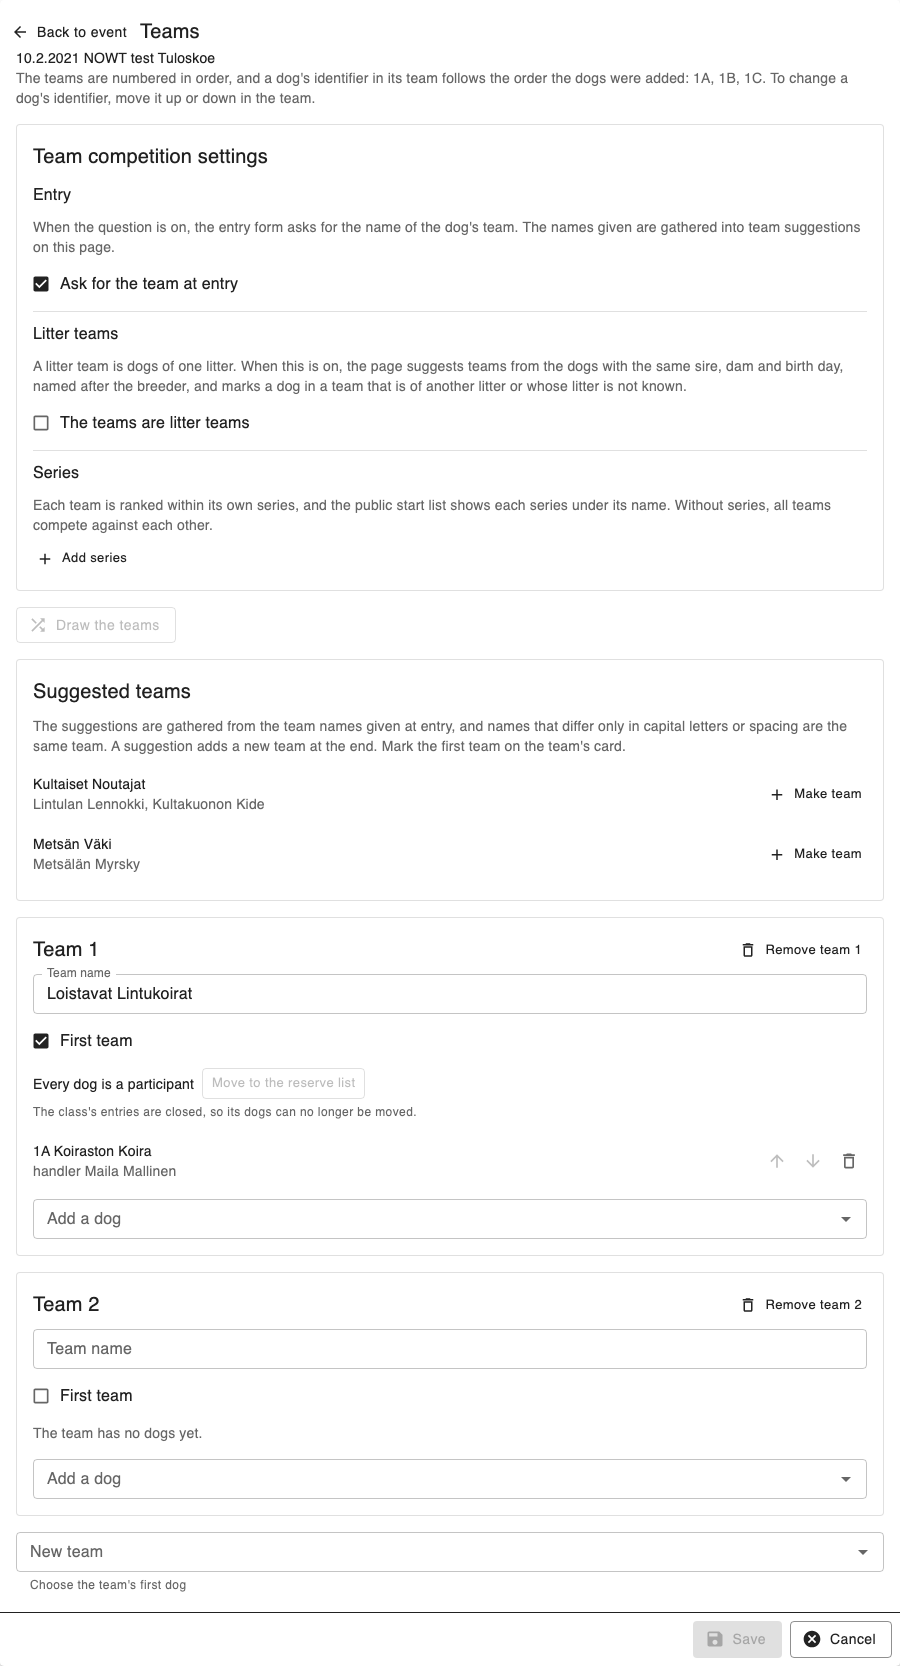 Back to event Teams
10.2.2021 NOWT test Tuloskoe
The teams are numbered in order, and a dog's identifier in its team follows the order the dogs were added: 1A, 1B, 1C. To change a
dog's identifier, move it up or down in the team.
Team competition settings
Entry
When the question is on, the entry form asks for the name of the dog's team. The names given are gathered into team suggestions
on this page.
Ask for the team at entry
Litter teams
A litter team is dogs of one litter. When this is on, the page suggests teams from the dogs with the same sire, dam and birth day,
named after the breeder, and marks a dog in a team that is of another litter or whose litter is not known.
The teams are litter teams
Series
Each team is ranked within its own series, and the public start list shows each series under its name. Without series, all teams
compete against each other.
Add series
Draw the teams
Suggested teams
The suggestions are gathered from the team names given at entry, and names that differ only in capital letters or spacing are the
same team. A suggestion adds a new team at the end. Mark the first team on the team's card.
Kultaiset Noutajat
Lintulan Lennokki, Kultakuonon Kide
Make team
Metsän Väki
Metsälän Myrsky
Make team
Team 1
Remove team 1
Team name
Loistavat Lintukoirat
First team
Every dog is a participant Move to the reserve list
The class's entries are closed, so its dogs can no longer be moved.
1A Koiraston Koira
handler Maila Mallinen
Add a dog
Team 2
Remove team 2
Team name
First team
The team has no dogs yet.
Add a dog
New team
Choose the team's first dog
Save
Cancel